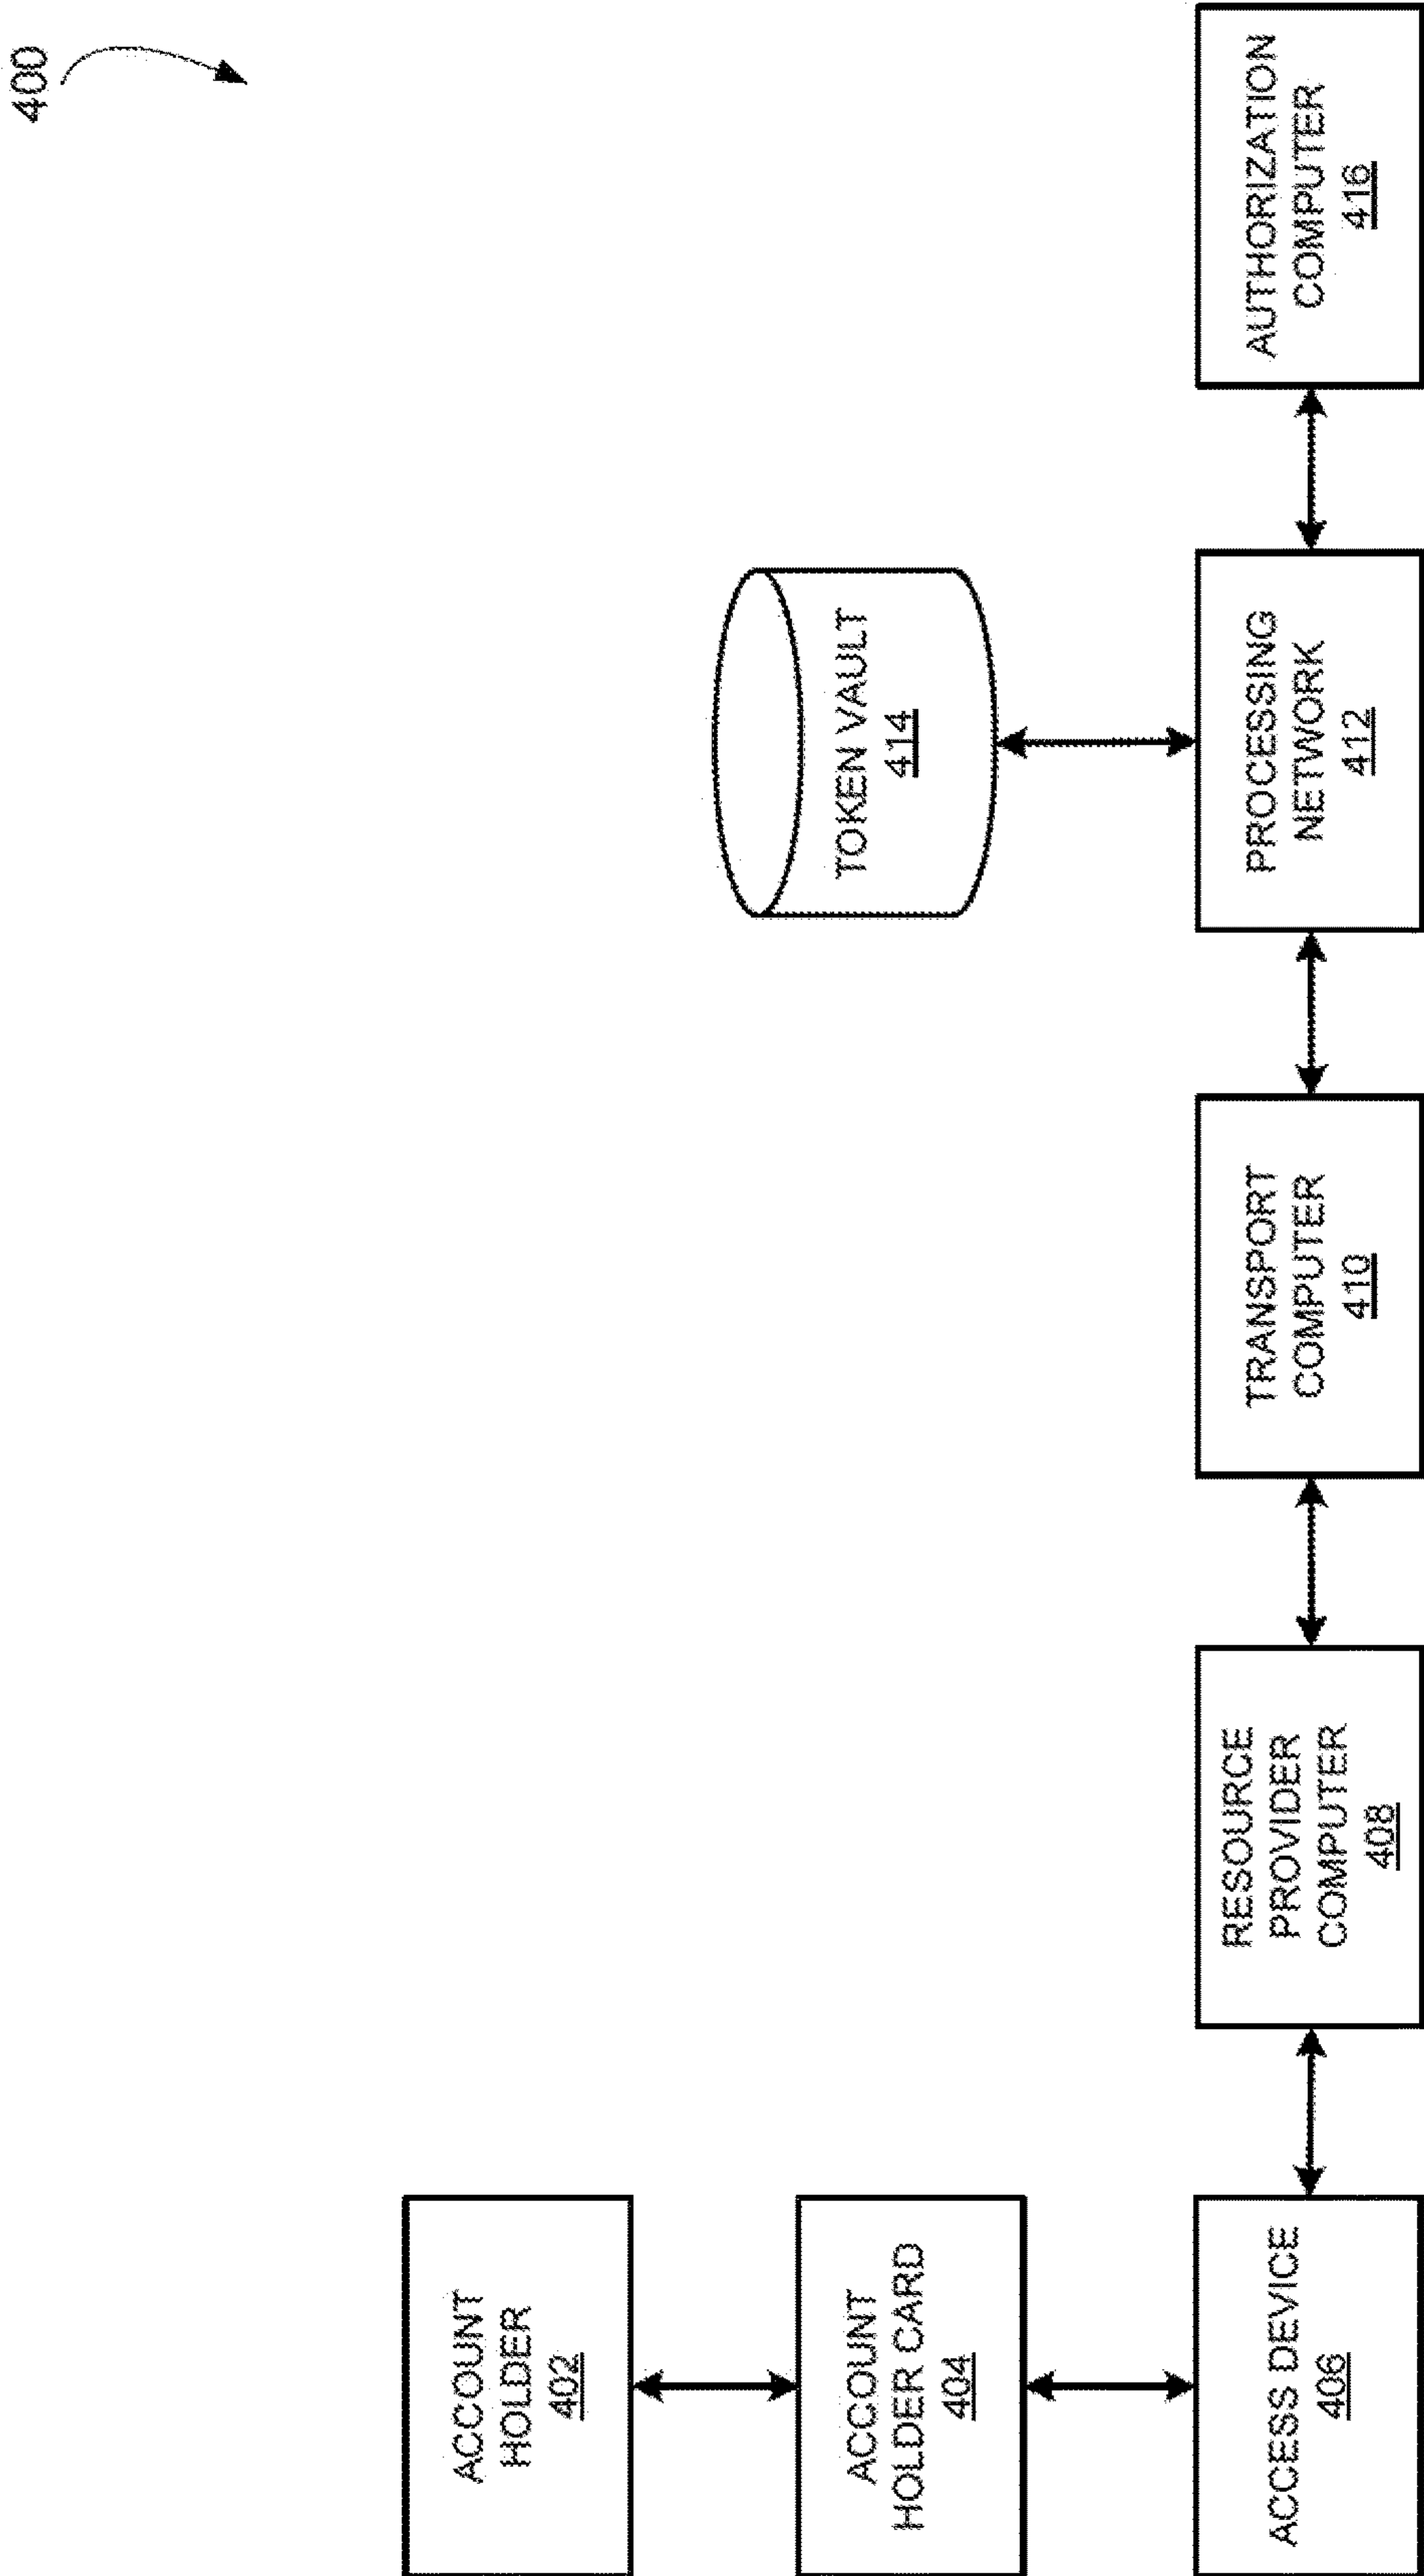 400
ACCOUNT
HOLDER
402
ACCOUNT
HOLDER CARD
404
TOKEN VAULT
414
ACCESS DEVICE
406
RESOURCE
PROVIDER
COMPUTER
408
TRANSPORT
COMPUTER
410
PROCESSING
NETWORK
412
AUTHORIZATION
COMPUTER
416